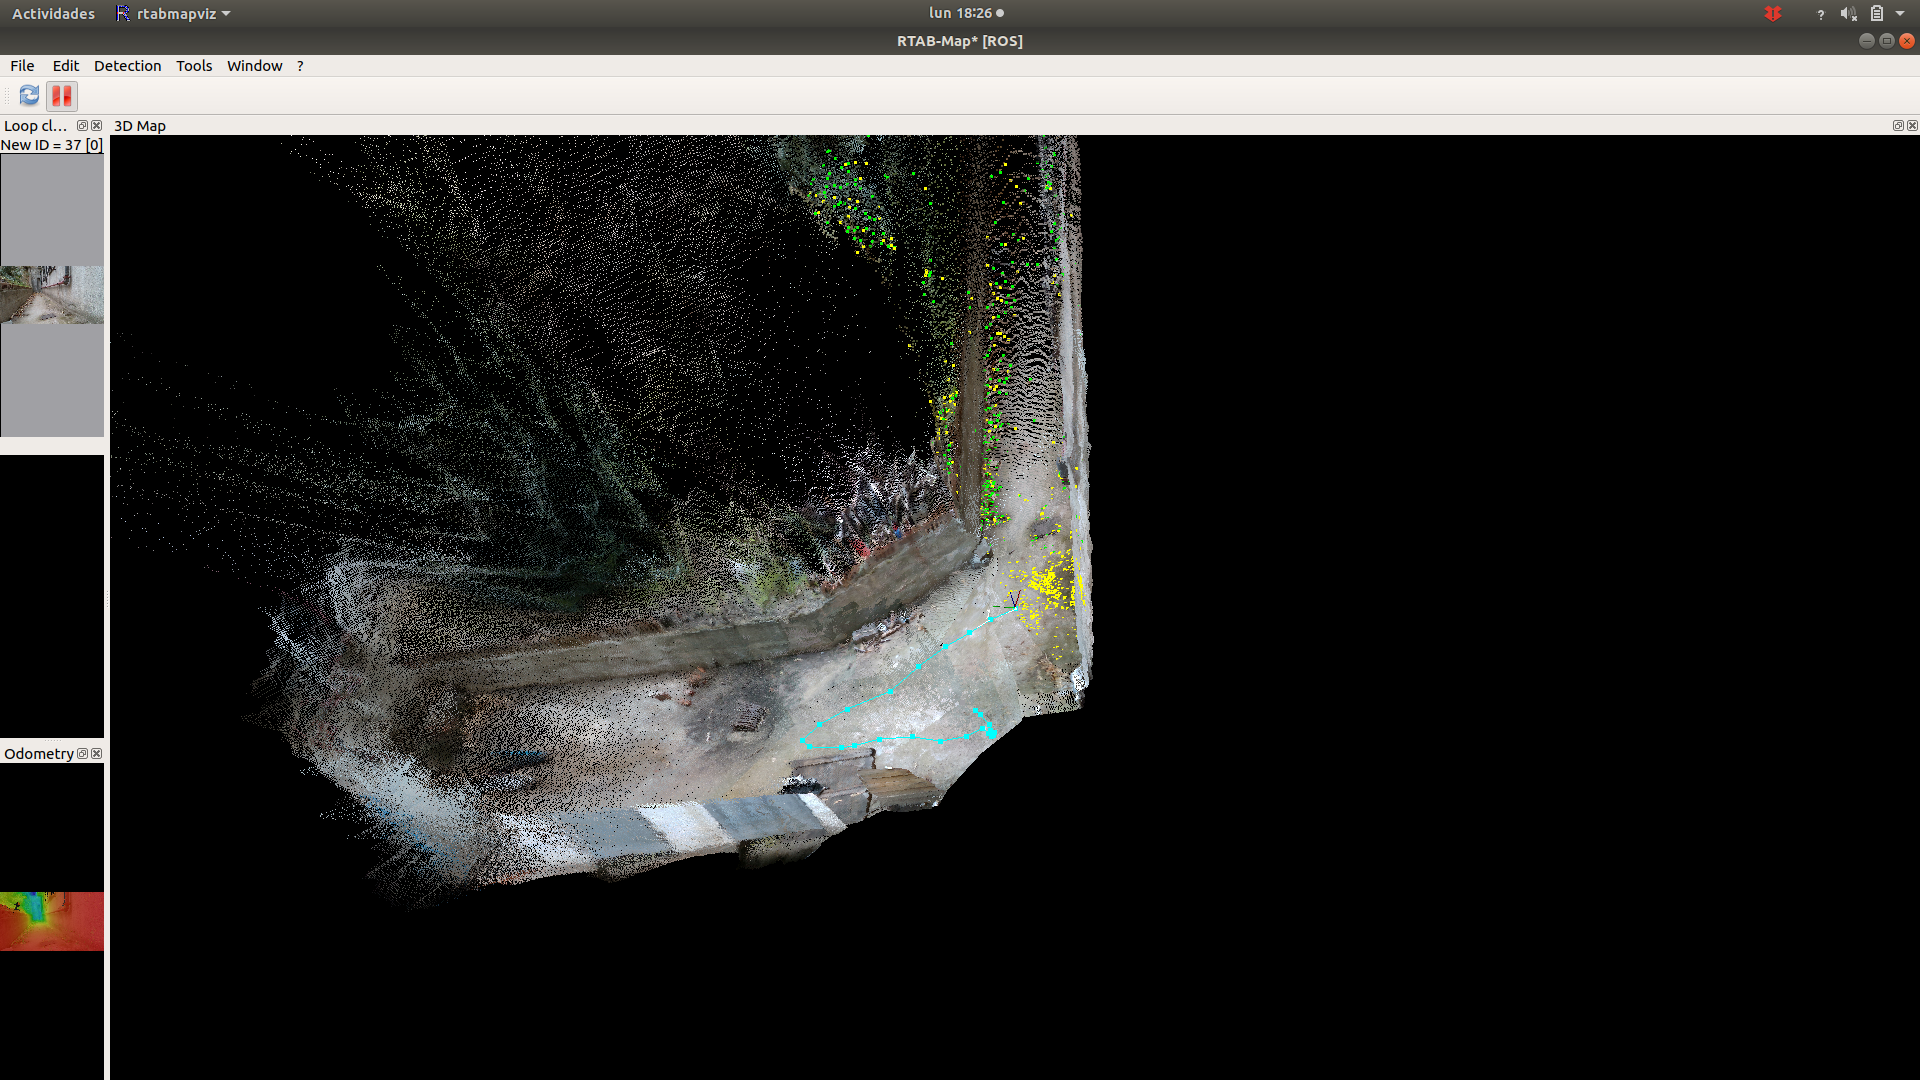 Actividades rtabmapviz lun 18:26 ?
RTAB-Map* [ROS]
File Edit Detection Tools Window ?
Loop cl... 3D Map
New ID = 37 [0]
Odometry